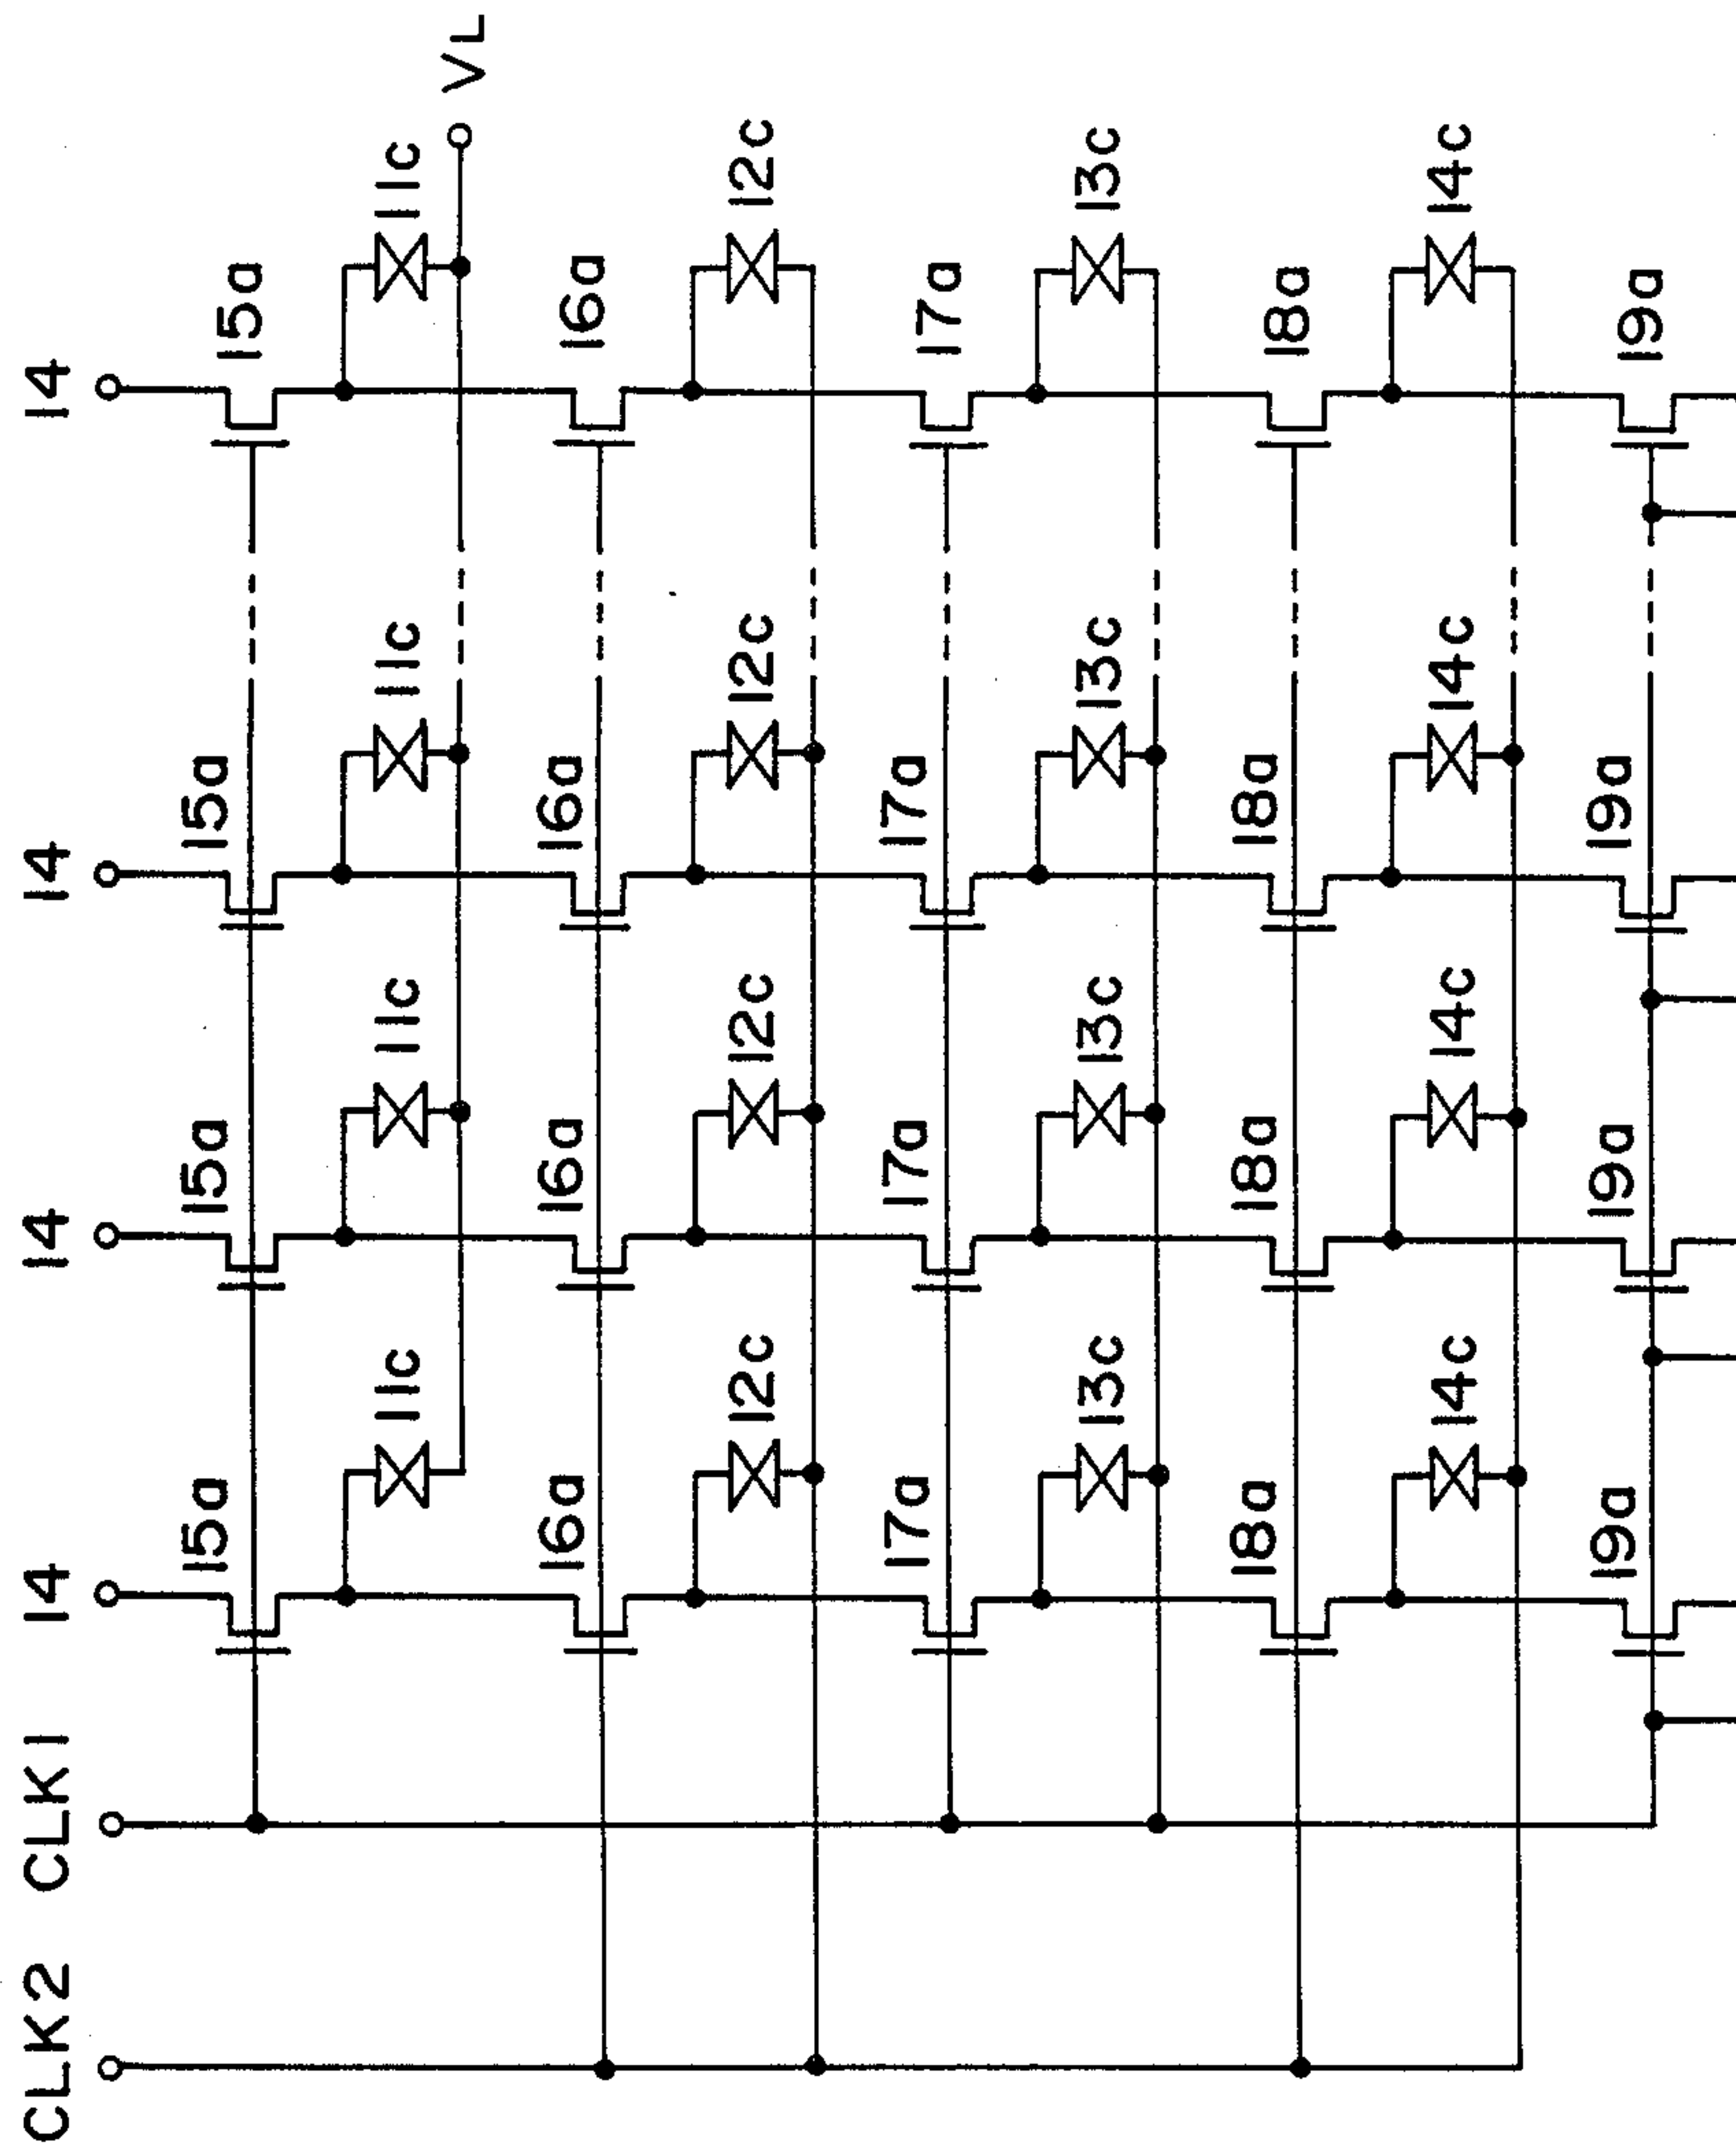 CLK2 CLK1 14 14 14 14
15a 15a 15a 15a
11c 11c 11c 11c
VL
16a 16a 16a 16a
12c 12c 12c 12c
17a 17a 17a 17a
13c 13c 13c 13c
18a 18a 18a 18a
14c 14c 14c 14c
19a 19a 19a 19a